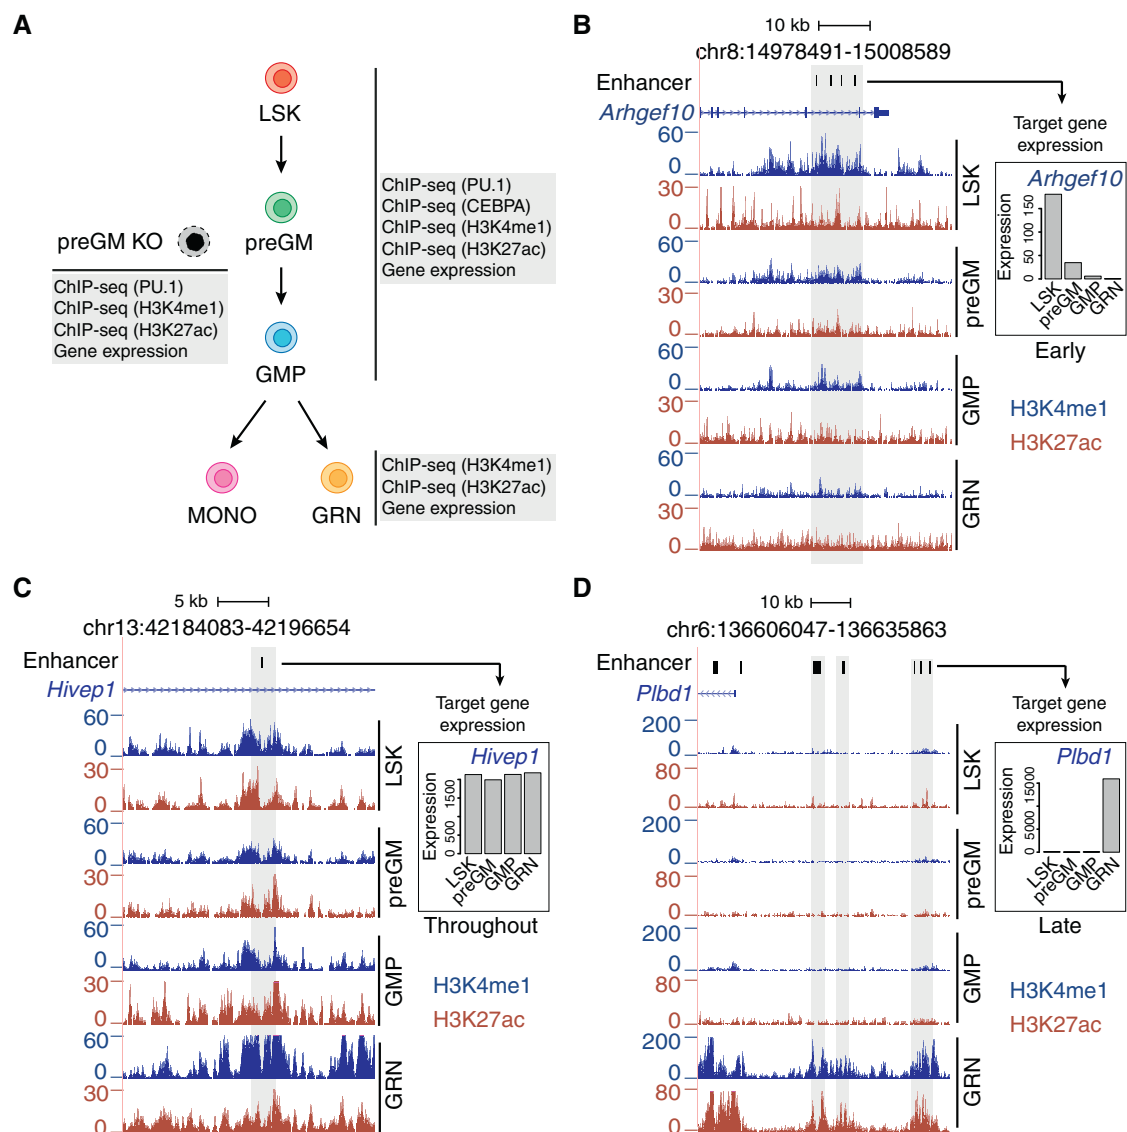 A
LSK
preGM KO
preGM
GMP
MONO
GRN
ChIP-seq (PU.1)
ChIP-seq (CEBPA)
ChIP-seq (H3K4me1)
ChIP-seq (H3K27ac)
Gene expression
ChIP-seq (PU.1)
ChIP-seq (H3K4me1)
ChIP-seq (H3K27ac)
Gene expression
ChIP-seq (H3K4me1)
ChIP-seq (H3K27ac)
Gene expression
B
10 kb
chr8:14978491-15008589
Enhancer
Arhgef10
60
0
30
0
LSK
60
0
30
0
preGM
60
0
30
0
GMP
60
0
30
0
GRN
Target gene
expression
Arhgef10
Expression
150
100
50
0
LSK
preGM
GMP
GRN
Early
H3K4me1
H3K27ac
C
5 kb
chr13:42184083-42196654
Enhancer
Hivep1
60
0
30
0
LSK
60
0
30
0
preGM
60
0
30
0
GMP
60
0
30
0
GRN
Target gene
expression
Hivep1
Expression
1500
500
0
LSK
preGM
GMP
GRN
Throughout
H3K4me1
H3K27ac
D
10 kb
chr6:136606047-136635863
Enhancer
Plbd1
200
0
80
0
LSK
200
0
80
0
preGM
200
0
80
0
GMP
200
0
80
0
GRN
Target gene
expression
Plbd1
Expression
15000
5000
0
LSK
preGM
GMP
GRN
Late
H3K4me1
H3K27ac